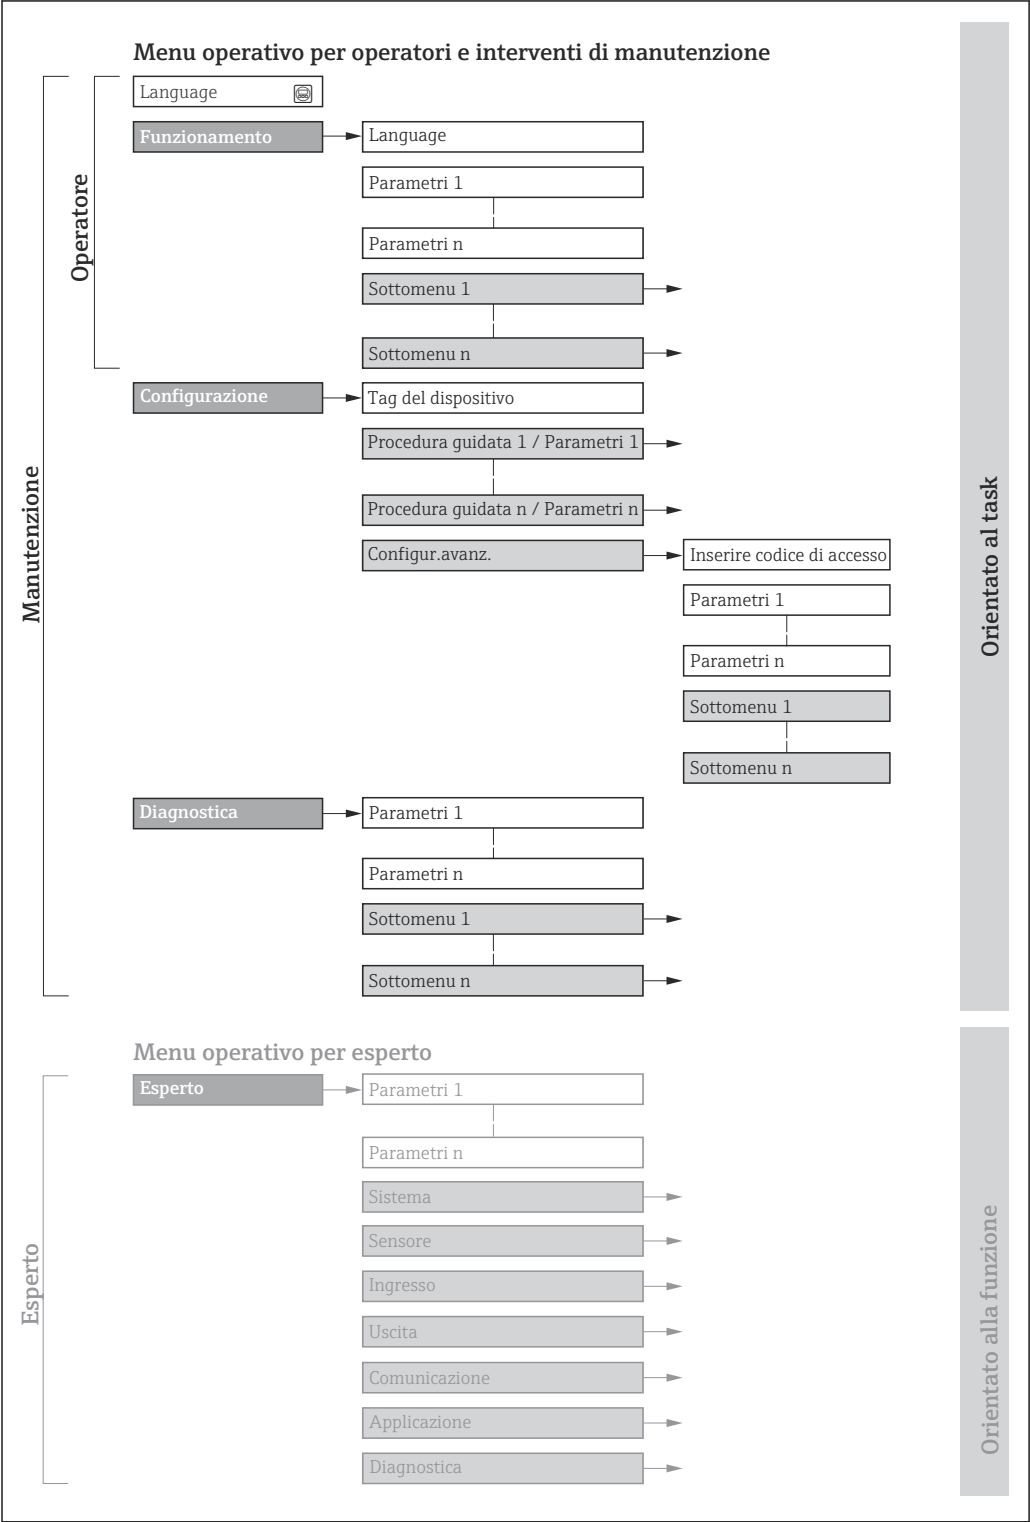 Menu operativo per operatori e interventi di manutenzione
Manutenzione
Operatore
Language
Funzionamento
Language
Parametri 1
Parametri n
Sottomenu 1
Sottomenu n
Configurazione
Tag del dispositivo
Procedura guidata 1 / Parametri 1
Procedura guidata n / Parametri n
Configur.avanz.
Inserire codice di accesso
Parametri 1
Parametri n
Sottomenu 1
Sottomenu n
Diagnostica
Parametri 1
Parametri n
Sottomenu 1
Sottomenu n
Orientato al task
Menu operativo per esperto
Esperto
Esperto
Parametri 1
Parametri n
Sistema
Sensore
Ingresso
Uscita
Comunicazione
Applicazione
Diagnostica
Orientato alla funzione